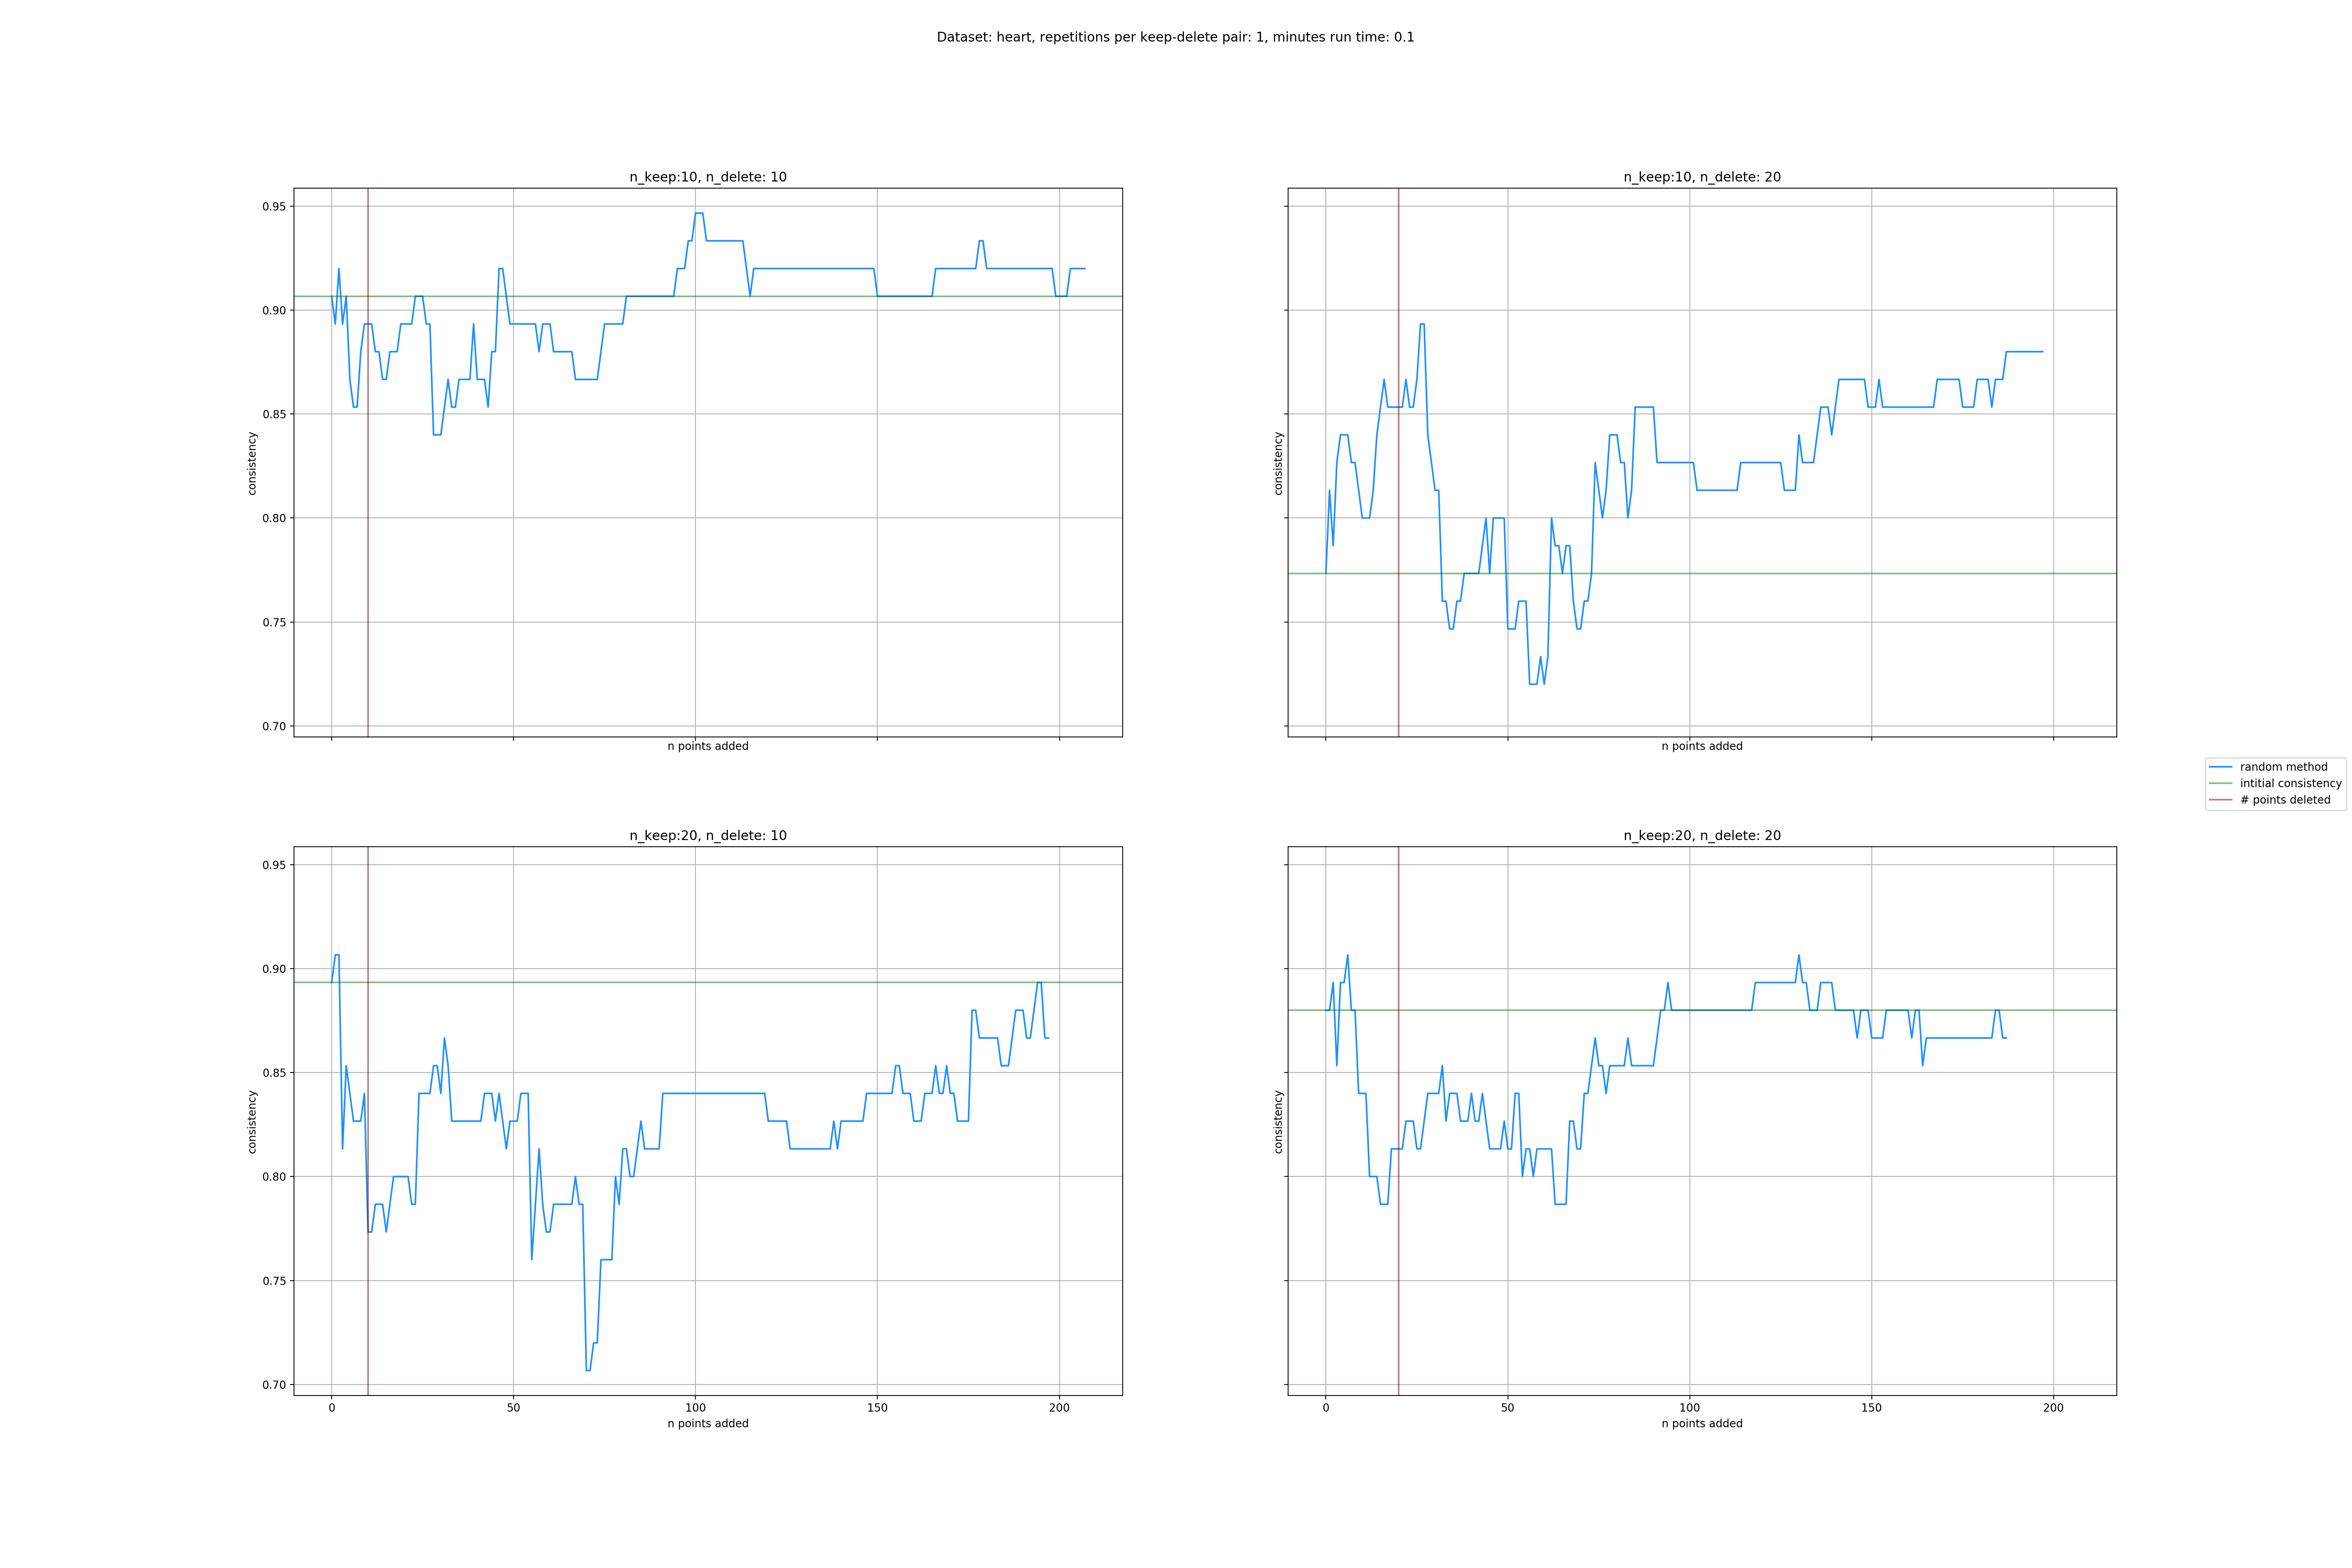 Dataset: heart, repetitions per keep-delete pair: 1, minutes run time: 0.1
n_keep:10, n_delete: 10
0.95
0.90
0.85
0.80
0.75
0.70
consistency
n points added
n_keep:10, n_delete: 20
consistency
n points added
random method
intitial consistency
# points deleted
n_keep:20, n_delete: 10
0.95
0.90
0.85
0.80
0.75
0.70
consistency
0 50 100 150 200
n points added
n_keep:20, n_delete: 20
consistency
0 50 100 150 200
n points added